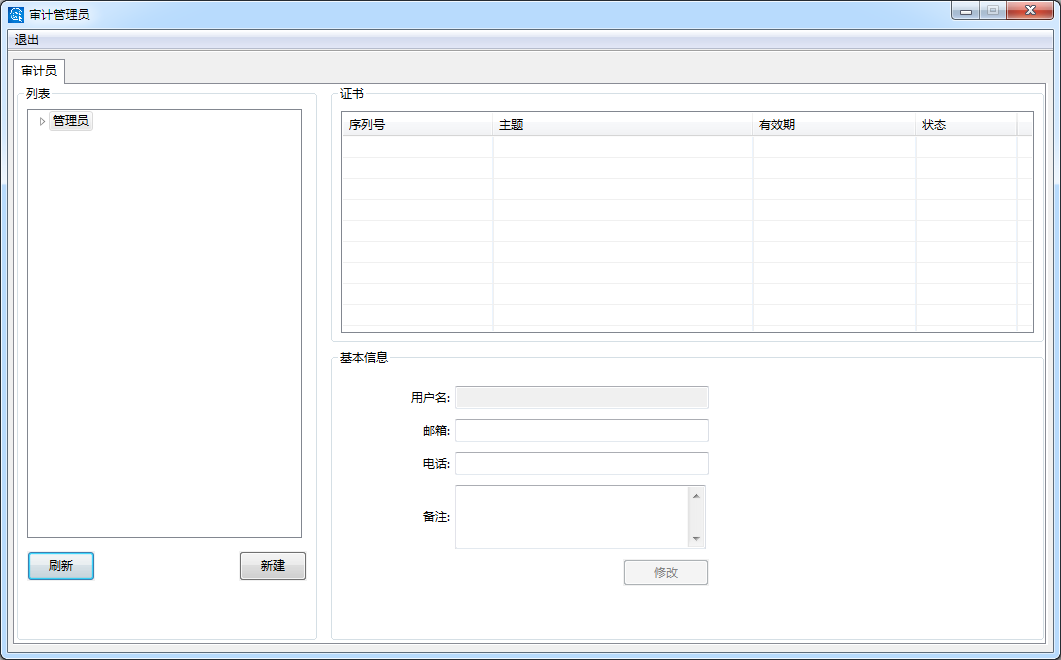 审计管理员
退出
审计员
列表
管理员
刷新
新建
证书
序列号 主题 有效期 状态
基本信息
用户名:
邮箱:
电话:
备注:
修改